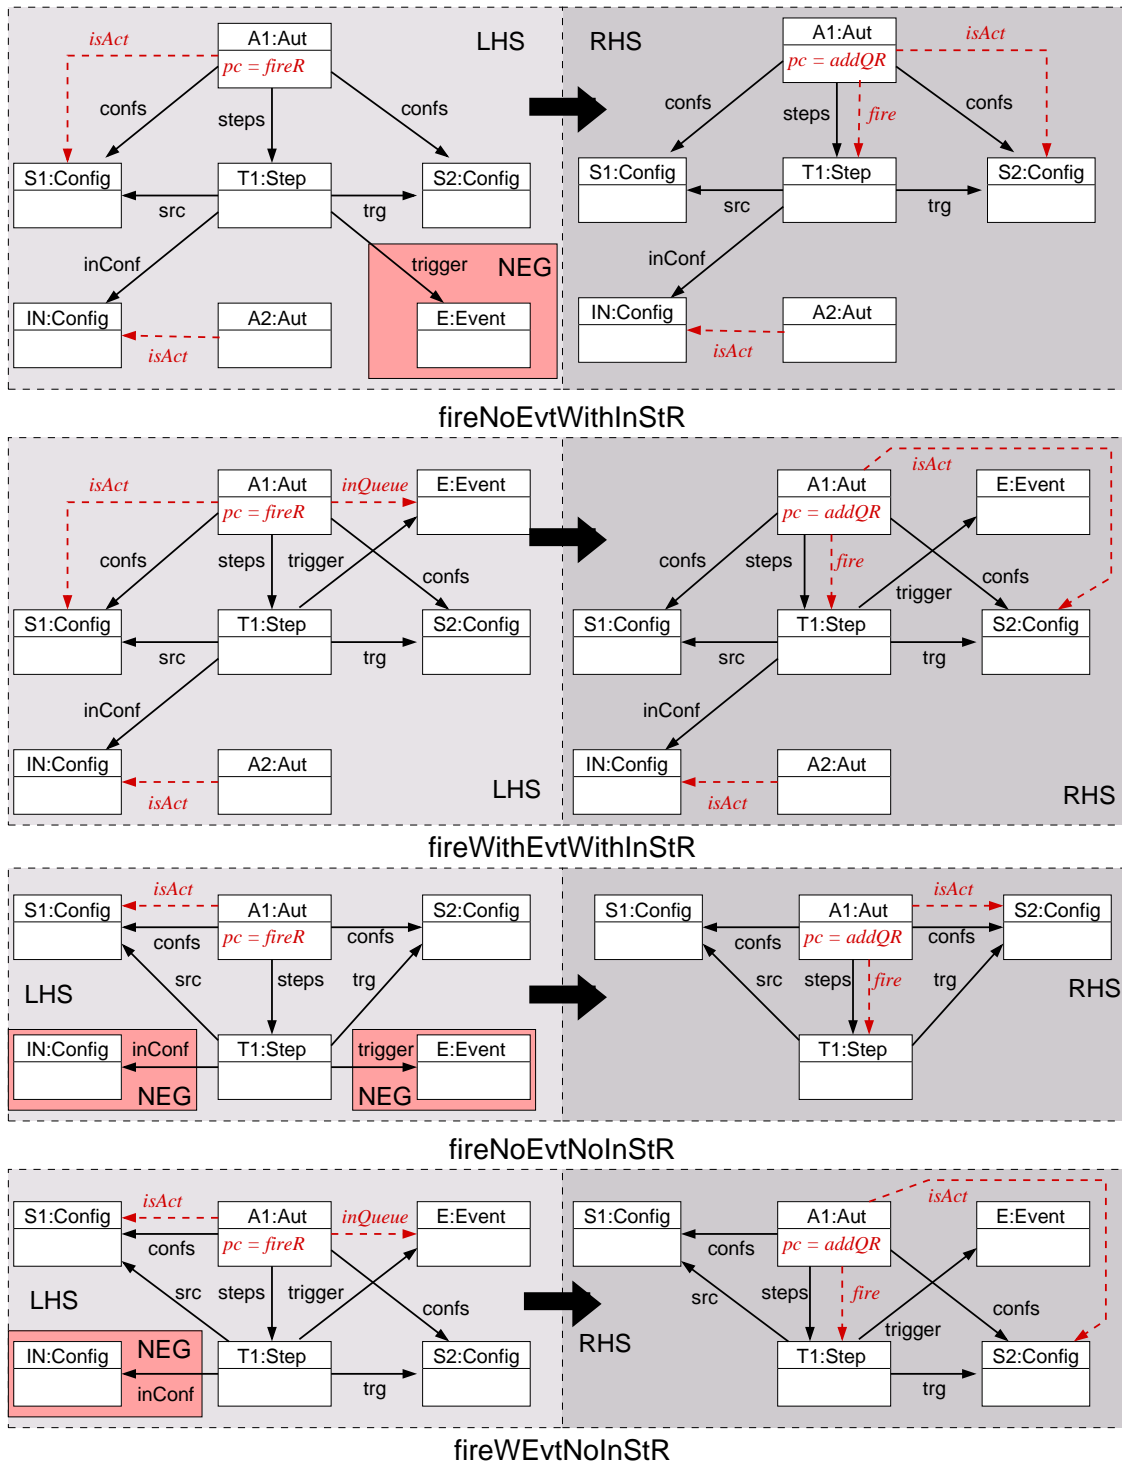 isAct
A1:Aut
pc = fireR
LHS
confs
steps
confs
S1:Config
T1:Step
S2:Config
src
trg
inConf
trigger
NEG
IN:Config
A2:Aut
E:Event
isAct
RHS
A1:Aut
pc = addQR
isAct
confs
steps
fire
confs
S1:Config
T1:Step
S2:Config
src
trg
inConf
IN:Config
A2:Aut
isAct
fireNoEvtWithInStR
isAct
A1:Aut
pc = fireR
inQueue
E:Event
confs
steps
trigger
confs
S1:Config
T1:Step
S2:Config
src
trg
inConf
IN:Config
A2:Aut
isAct
LHS
isAct
A1:Aut
pc = addQR
E:Event
confs
steps
fire
confs
trigger
S1:Config
T1:Step
S2:Config
src
trg
inConf
IN:Config
A2:Aut
isAct
RHS
fireWithEvtWithInStR
S1:Config
isAct
A1:Aut
pc = fireR
S2:Config
confs
confs
src
steps
trg
LHS
IN:Config
inConf
NEG
T1:Step
trigger
NEG
E:Event
S1:Config
A1:Aut
pc = addQR
isAct
S2:Config
confs
confs
src
steps
fire
trg
RHS
T1:Step
fireNoEvtNoInStR
S1:Config
isAct
A1:Aut
pc = fireR
inQueue
E:Event
confs
src
steps
trigger
confs
LHS
IN:Config
NEG
inConf
T1:Step
trg
S2:Config
S1:Config
A1:Aut
pc = addQR
isAct
E:Event
confs
src
steps
fire
confs
trigger
RHS
T1:Step
trg
S2:Config
fireWEvtNoInStR